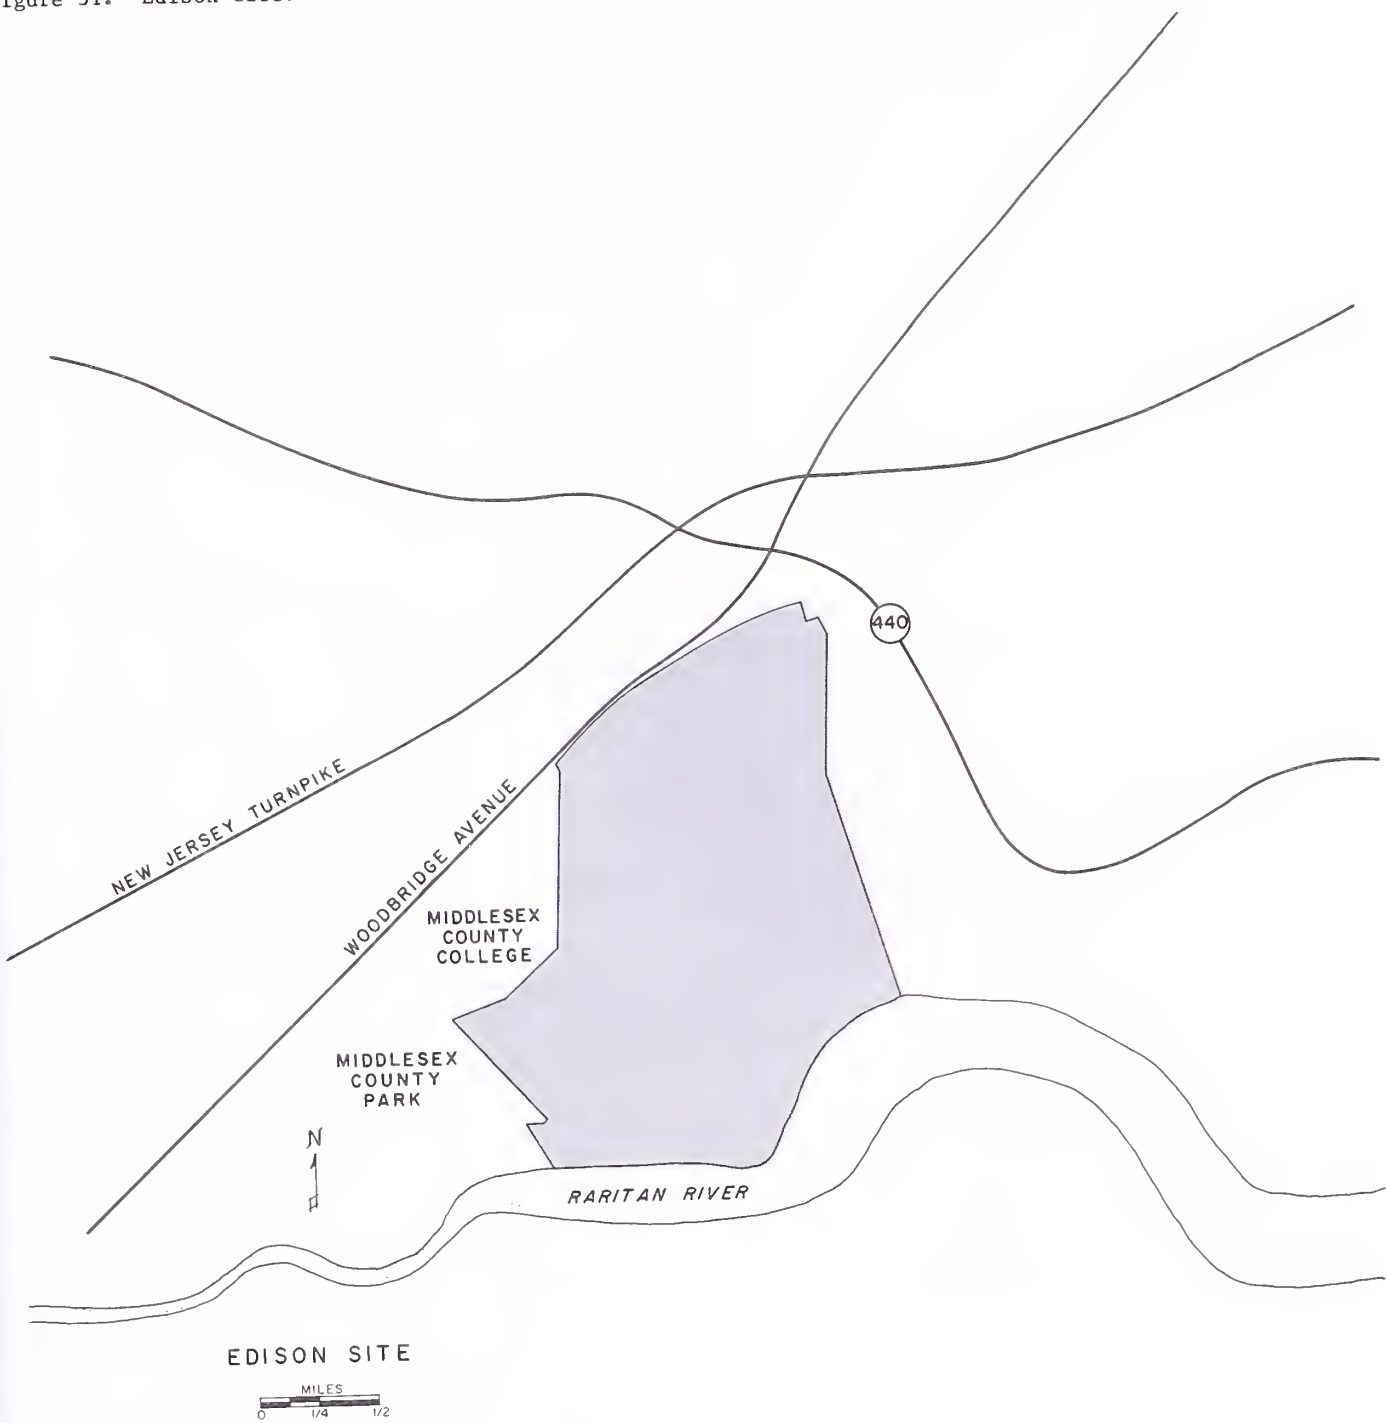 Edison
440
NEW JERSEY TURNPIKE
WOODBRIDGE AVENUE
MIDDLESEX
COUNTY
COLLEGE
MIDDLESEX
COUNTY
PARK
N
RARITAN RIVER
EDISON SITE
MILES
0 1/4 1/2